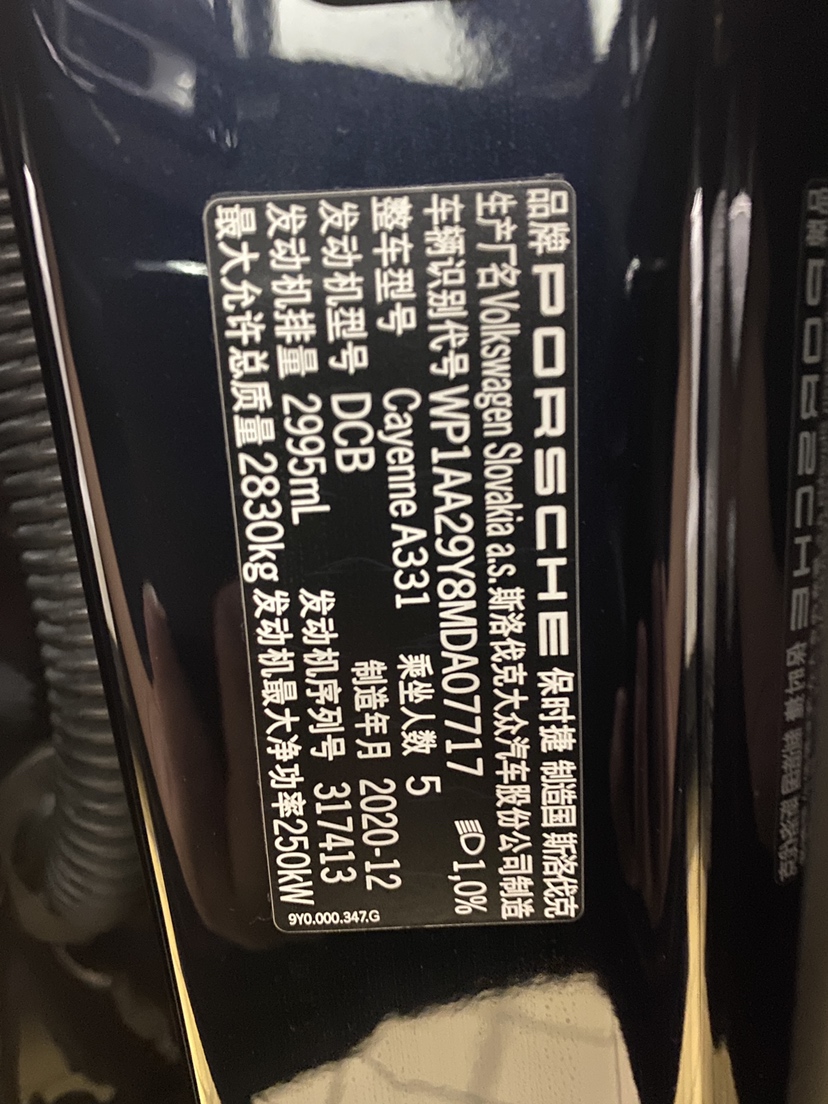 品牌 PORSCHE 保时捷 制造国 斯洛伐克
生产厂名 Volkswagen Slovakia a.s. 斯洛伐克大众汽车股份公司制造
车辆识别代号 WP1AA29Y8MDA07717 1,0%
整车型号 Cayenne A331 乘坐人数 5
发动机型号 DCB 制造年月 2020-12
发动机排量 2995mL 发动机序列号 317413
最大允许总质量 2830kg 发动机最大净功率 250kW
9Y0.000.347.G